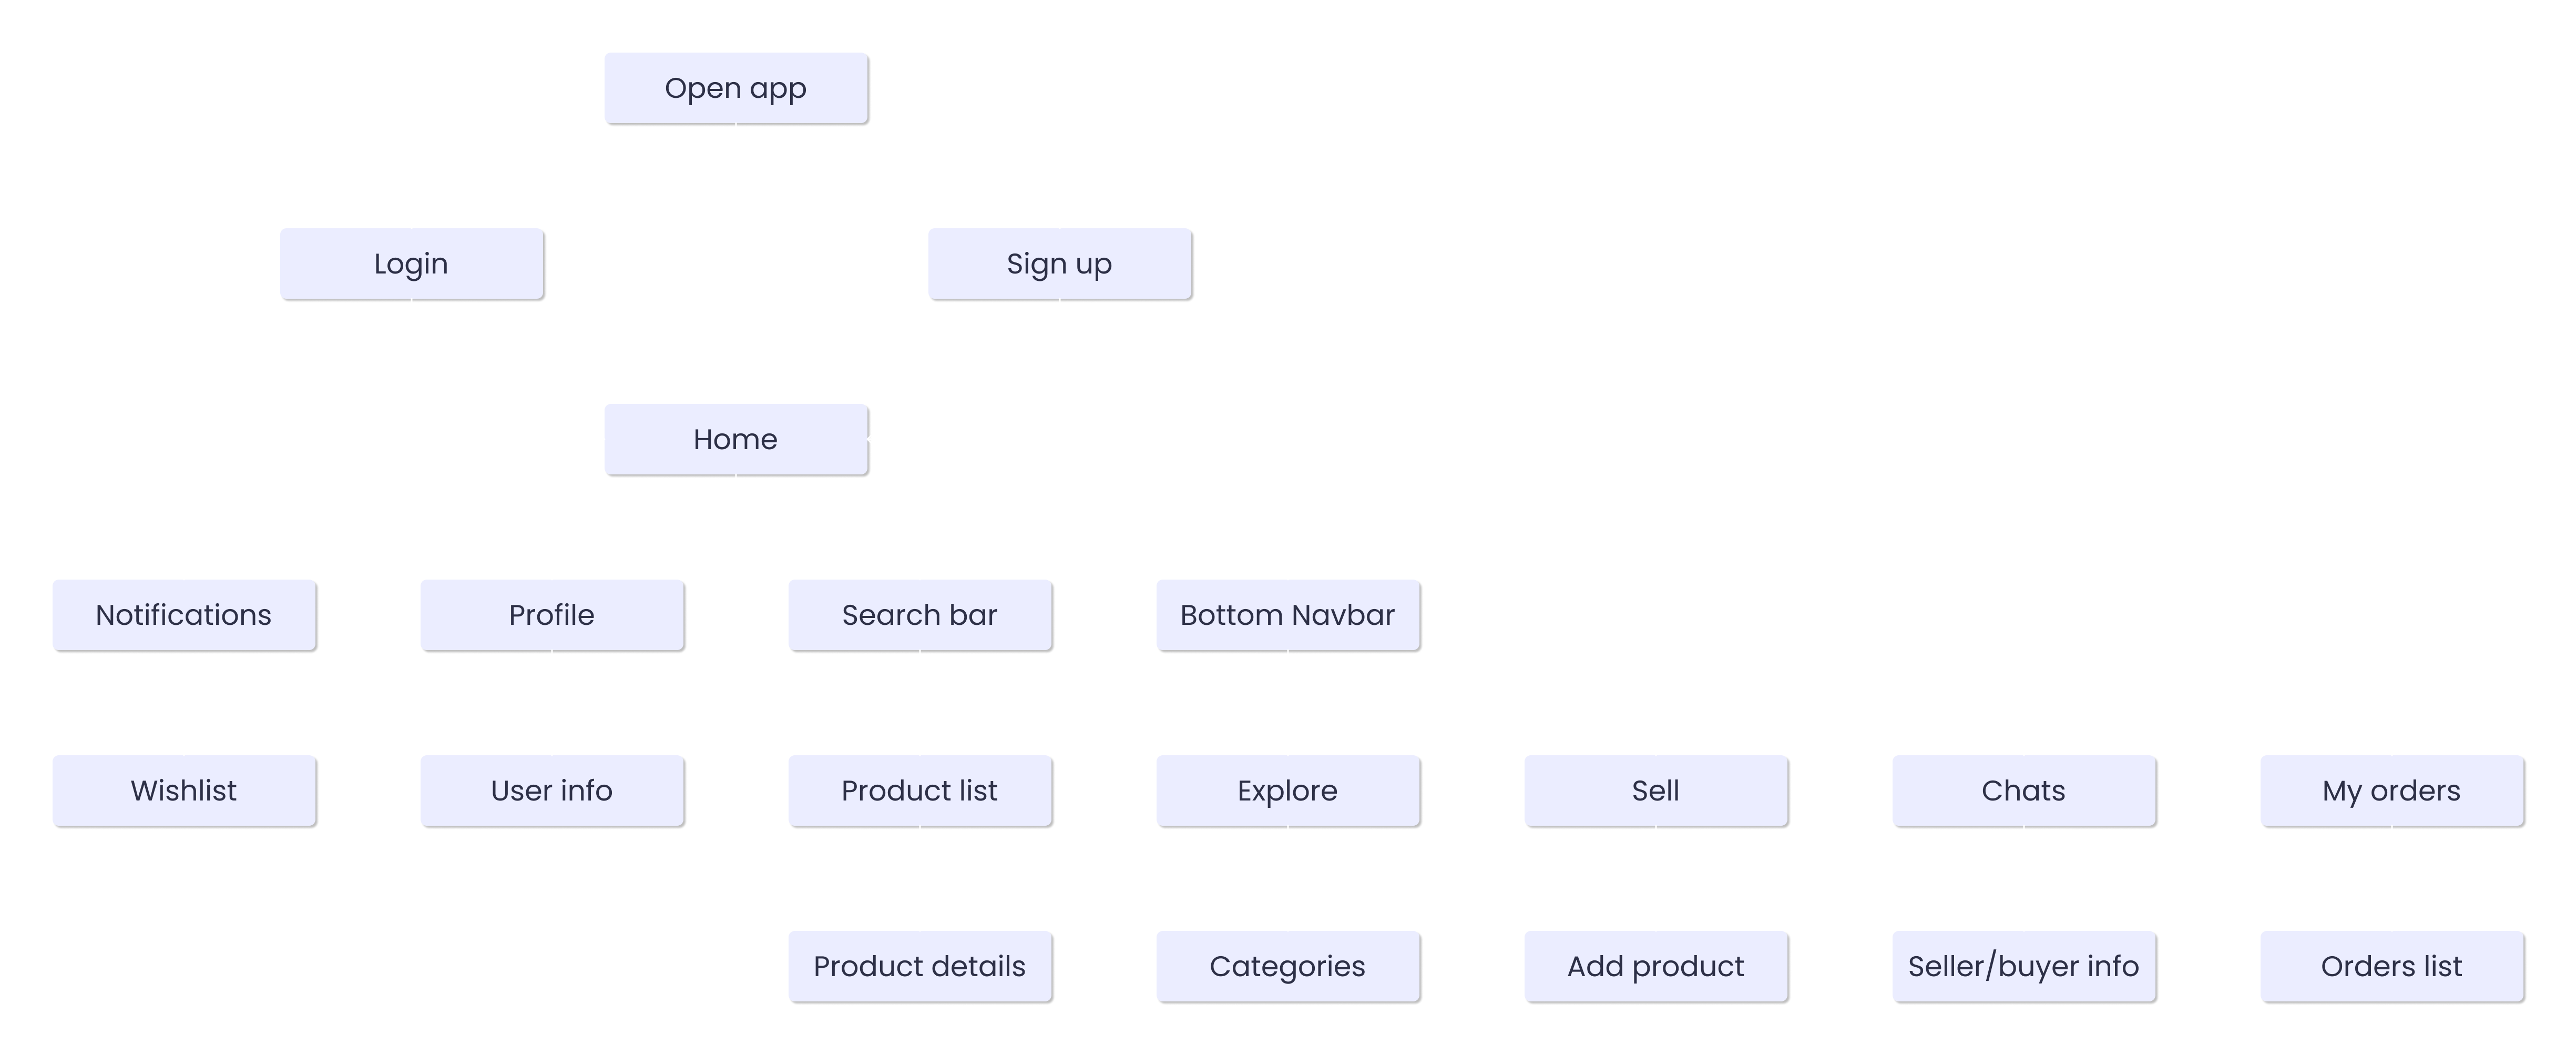 Open app
Login
Sign up
Home
Notifications
Profile
Search bar
Bottom Navbar
Wishlist
User info
Product list
Explore
Sell
Chats
My orders
Product details
Categories
Add product
Seller/buyer info
Orders list